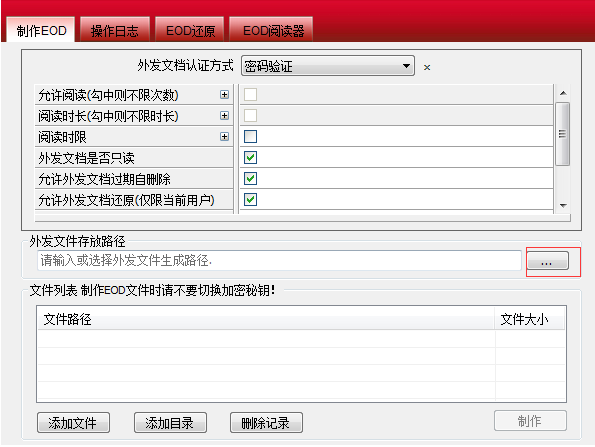 制作EOD 操作日志 EOD还原 EOD阅读器
外发文档认证方式 密码验证
允许阅读(勾中则不限次数)
阅读时长(勾中则不限时长)
阅读时限
外发文档是否只读
允许外发文档过期自删除
允许外发文档还原(仅限当前用户)
外发文件存放路径
请输入或选择外发文件生成路径. ...
文件列表 制作EOD文件时请不要切换加密秘钥!
文件路径 文件大小
添加文件 添加目录 删除记录 制作